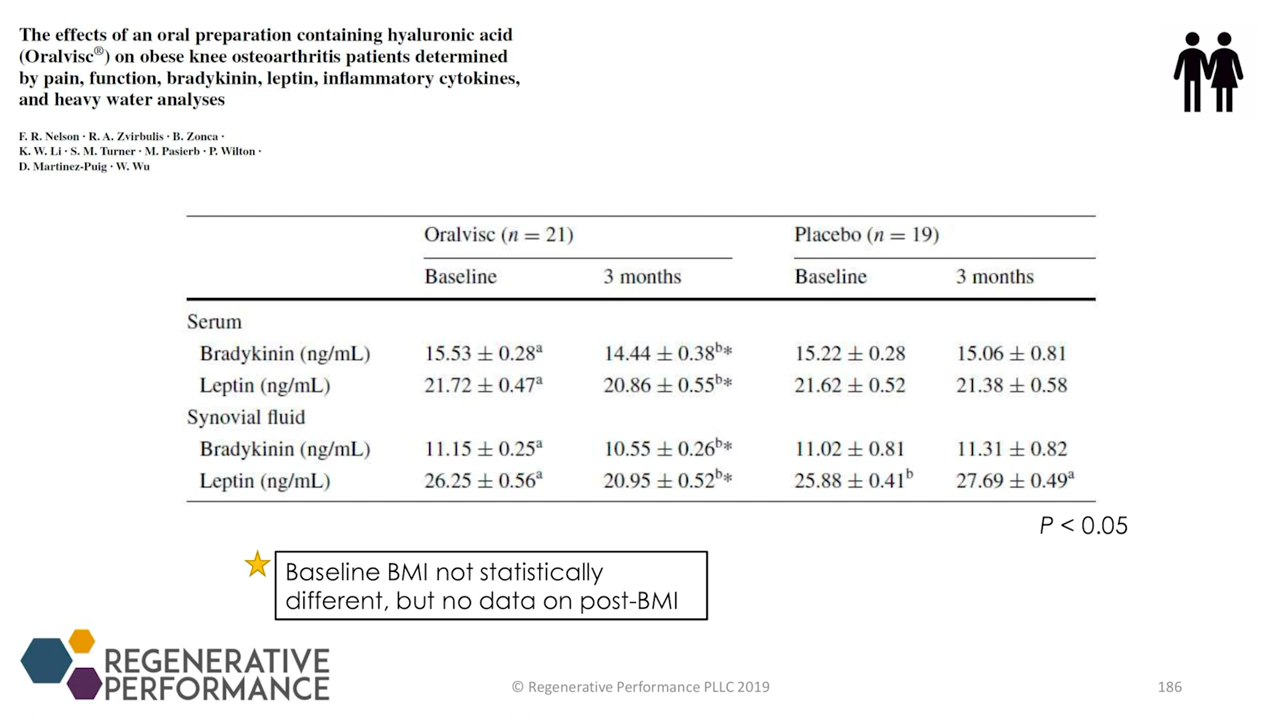 The effects of an oral preparation containing hyaluronic acid
(Oralvisc®) on obese knee osteoarthritis patients determined
by pain, function, bradykinin, leptin, inflammatory cytokines,
and heavy water analyses
F. R. Nelson · R. A. Zvirbulis · B. Zonca ·
K. W. Li · S. M. Turner · M. Pasierb · P. Wilton ·
D. Martinez-Puig · W. Wu
Oralvisc (n = 21) Placebo (n = 19)
Baseline 3 months Baseline 3 months
Serum
Bradykinin (ng/mL) 15.53 ± 0.28ᵃ 14.44 ± 0.38ᵇ* 15.22 ± 0.28 15.06 ± 0.81
Leptin (ng/mL) 21.72 ± 0.47ᵃ 20.86 ± 0.55ᵇ* 21.62 ± 0.52 21.38 ± 0.58
Synovial fluid
Bradykinin (ng/mL) 11.15 ± 0.25ᵃ 10.55 ± 0.26ᵇ* 11.02 ± 0.81 11.31 ± 0.82
Leptin (ng/mL) 26.25 ± 0.56ᵃ 20.95 ± 0.52ᵇ* 25.88 ± 0.41ᵇ 27.69 ± 0.49ᵃ
P < 0.05
Baseline BMI not statistically
different, but no data on post-BMI
REGENERATIVE
PERFORMANCE
© Regenerative Performance PLLC 2019
186